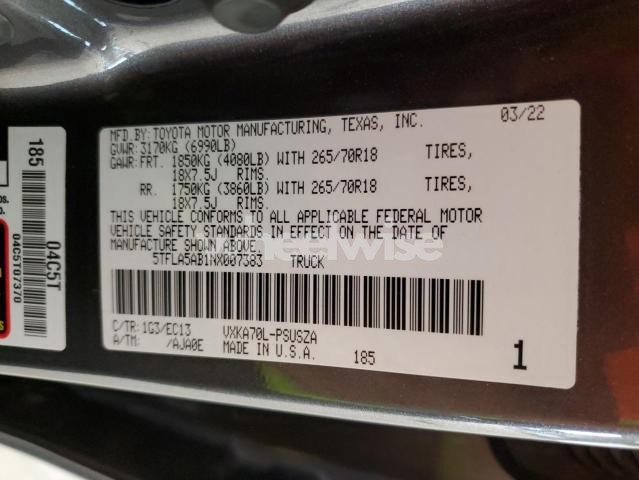 MFD.BY: TOYOTA MOTOR MANUFACTURING, TEXAS, INC. 03/22
GVWR: 3170KG (6990LB)
GAWR: FRT. 1850KG (4080LB) WITH 265/70R18 TIRES,
18X7.5J RIMS.
RR. 1750KG (3860LB) WITH 265/70R18 TIRES,
18X7.5J RIMS.
THIS VEHICLE CONFORMS TO ALL APPLICABLE FEDERAL MOTOR
VEHICLE SAFETY STANDARDS IN EFFECT ON THE DATE OF
MANUFACTURE SHOWN ABOVE.
5TFLA5AB1NX007383 TRUCK
C/TR: 1G3/EC13 VXKA70L-PSUSZA
A/TM: /AJA0E MADE IN U.S.A. 185 1
185
04C5T
04C5T07370